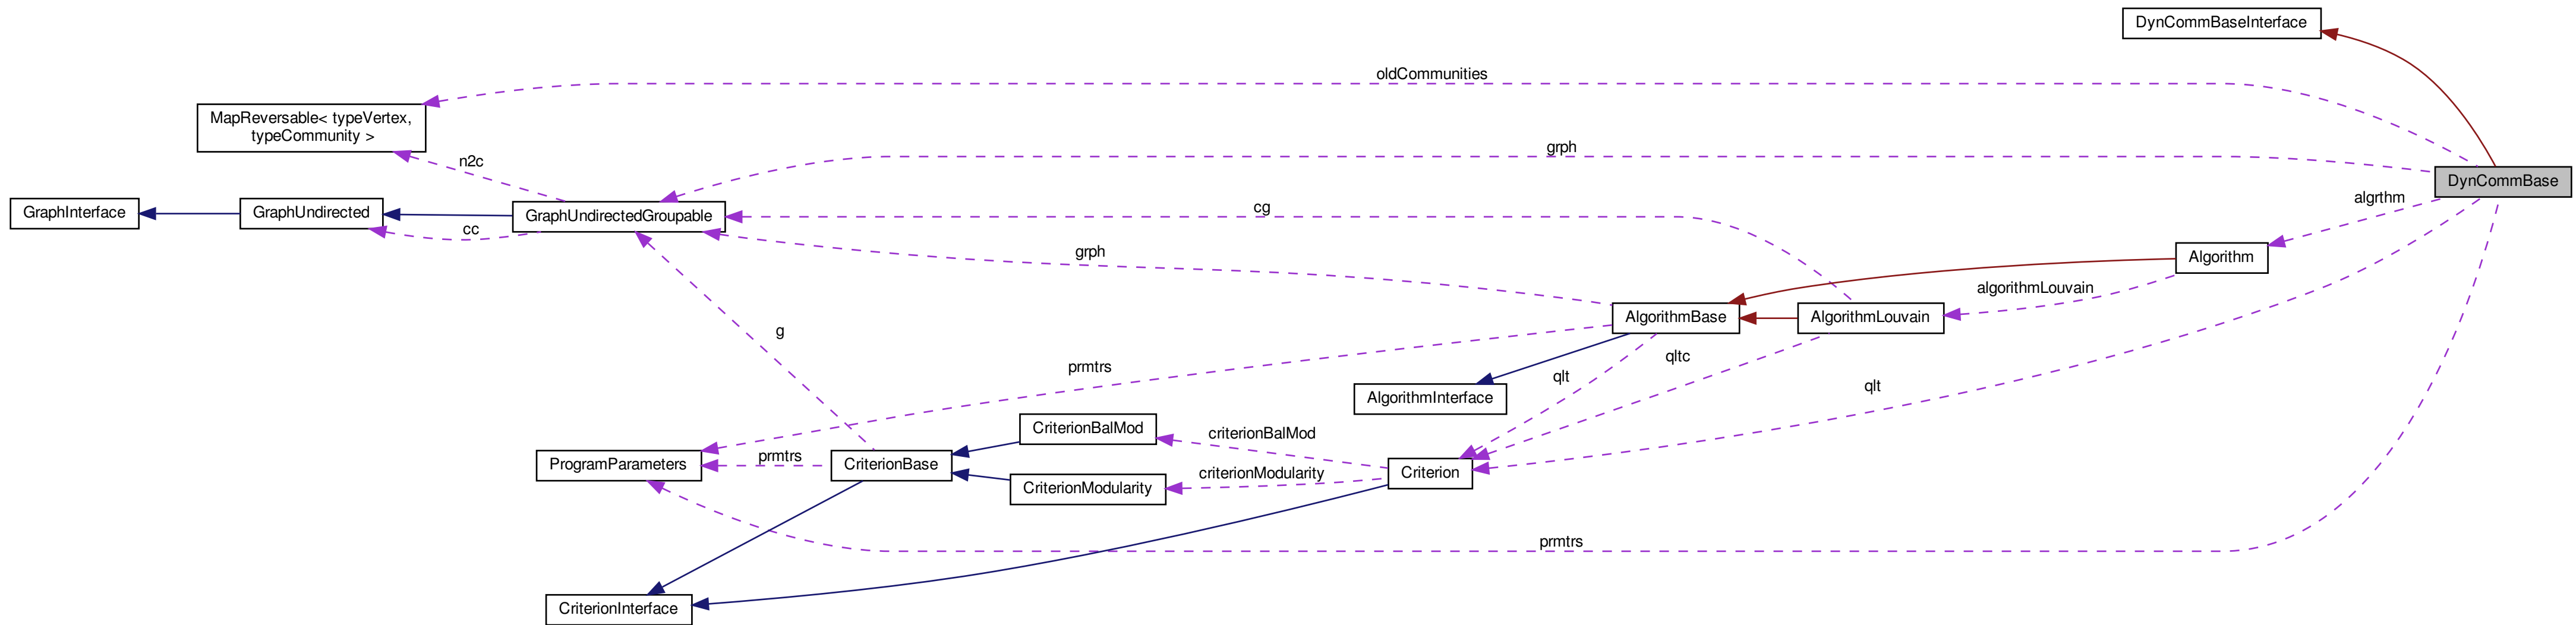 DynCommBaseInterface
oldCommunities
MapReversable< typeVertex,
typeCommunity >
grph
n2c
DynCommBase
algrthm
GraphInterface
GraphUndirected
GraphUndirectedGroupable
cg
cc
grph
Algorithm
algorithmLouvain
AlgorithmBase
AlgorithmLouvain
g
qltc
prmtrs
qlt
qlt
AlgorithmInterface
CriterionBalMod
criterionBalMod
prmtrs
ProgramParameters
CriterionBase
criterionModularity
Criterion
CriterionModularity
prmtrs
CriterionInterface